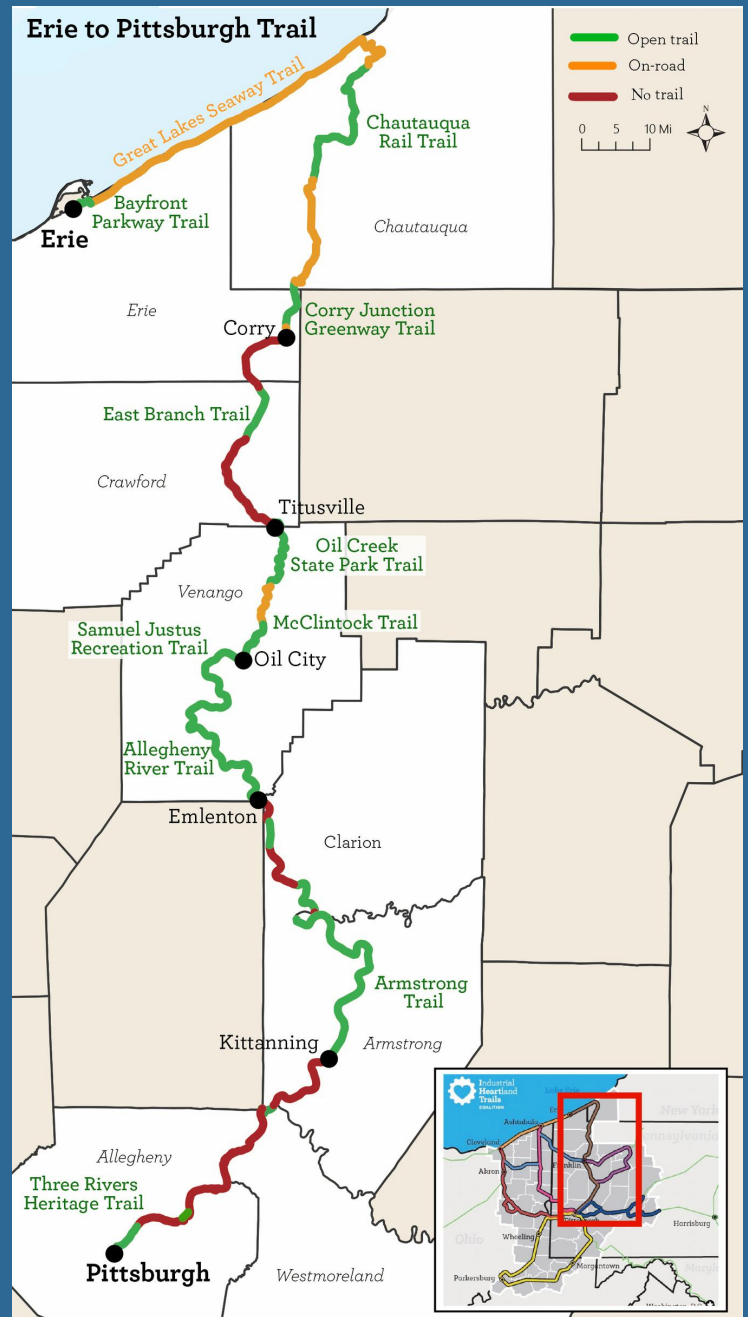 Erie to Pittsburgh Trail
Open trail
On-road
No trail
0 5 10 Mi
N
Great Lakes Seaway Trail
Chautauqua
Rail Trail
Bayfront
Parkway Trail
Erie
Chautauqua
Erie
Corry Junction
Greenway Trail
Corry
East Branch Trail
Crawford
Titusville
Oil Creek
State Park Trail
Venango
McClintock Trail
Samuel Justus
Recreation Trail
Oil City
Allegheny
River Trail
Emlenton
Clarion
Armstrong
Trail
Kittanning
Armstrong
Allegheny
Three Rivers
Heritage Trail
Pittsburgh
Westmoreland
Industrial
Heartland
Trails
COALITION
Lake Erie
New York
Ashtabula
Cleveland
Franklin
Akron
Harrisburg
Ohio
Wheeling
Morgantown
Parkersburg